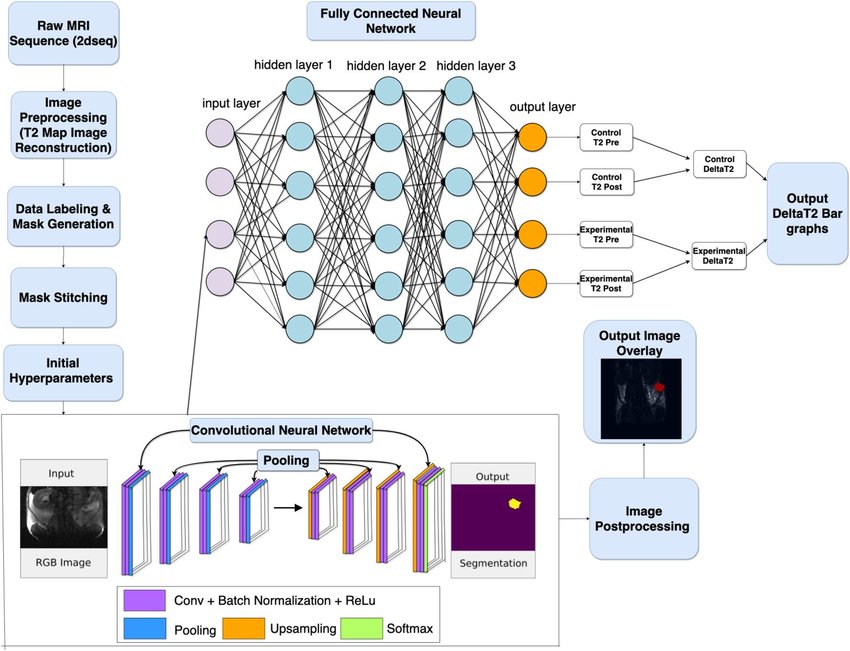 Raw MRI
Sequence (2dseq)
Image
Preprocessing
(T2 Map Image
Reconstruction)
Data Labeling &
Mask Generation
Mask Stitching
Initial
Hyperparameters
Fully Connected Neural
Network
hidden layer 1
hidden layer 2
hidden layer 3
input layer
output layer
Control
T2 Pre
Control
T2 Post
Experimental
T2 Pre
Experimental
T2 Post
Control
DeltaT2
Experimental
DeltaT2
Output
DeltaT2 Bar
graphs
Convolutional Neural Network
Pooling
Input
RGB Image
Output
Segmentation
Conv + Batch Normalization + ReLu
Pooling
Upsampling
Softmax
Image
Postprocessing
Output Image
Overlay